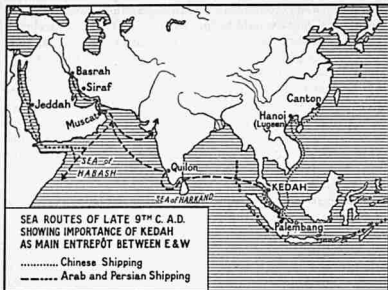 Basrah
Siraf
Jeddah
Muscat
Canton
Hanoi
(Lugeen)
SEA of
HABASH
Quilon
SEA of HARKAND
KEDAH
Palembang
SEA ROUTES OF LATE 9TH C. A.D.
SHOWING IMPORTANCE OF KEDAH
AS MAIN ENTREPÔT BETWEEN E & W
Chinese Shipping
Arab and Persian Shipping